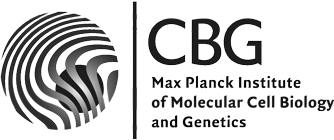 CBG
Max Planck Institute
of Molecular Cell Biology
and Genetics